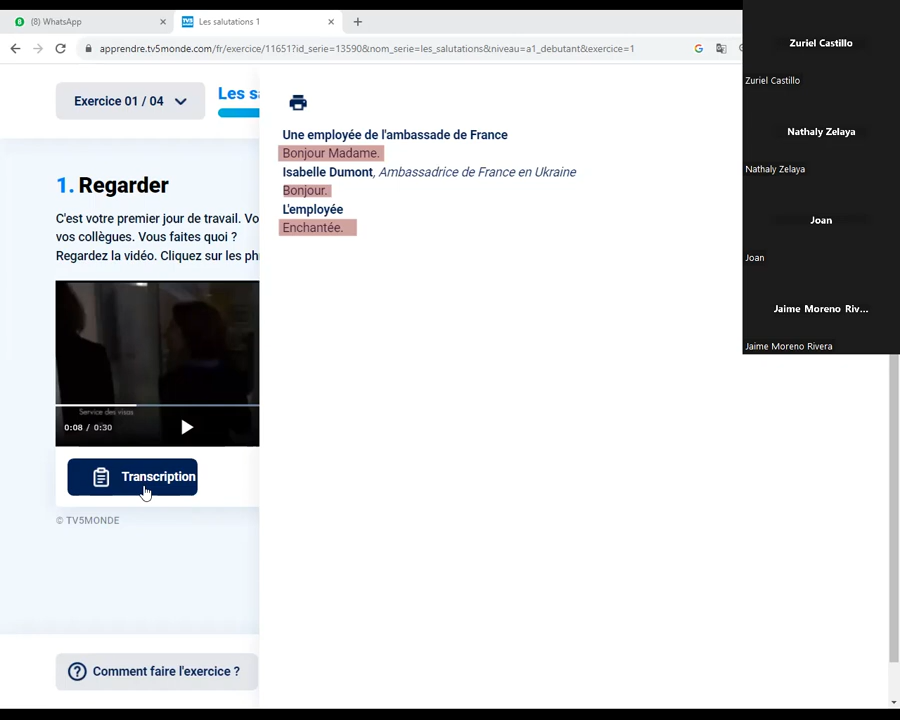 (8) WhatsApp
Les salutations 1
apprendre.tv5monde.com/fr/exercice/11651?id_serie=13590&nom_serie=les_salutations&niveau=a1_debutant&exercice=1
Exercice 01 / 04
Les sa
1. Regarder
C'est votre premier jour de travail. Vo
vos collègues. Vous faites quoi ?
Regardez la vidéo. Cliquez sur les ph
Service des visas
0:08 / 0:30
Transcription
© TV5MONDE
Comment faire l'exercice ?
Une employée de l'ambassade de France
Bonjour Madame.
Isabelle Dumont, Ambassadrice de France en Ukraine
Bonjour.
L'employée
Enchantée.
Zuriel Castillo
Zuriel Castillo
Nathaly Zelaya
Nathaly Zelaya
Joan
Joan
Jaime Moreno Riv...
Jaime Moreno Rivera